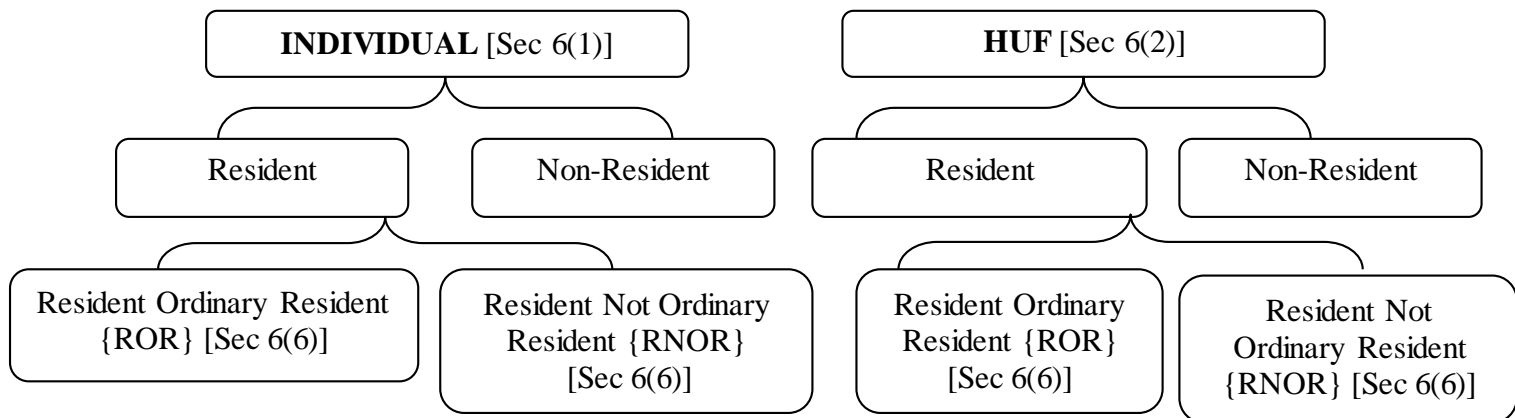 INDIVIDUAL [Sec 6(1)]
HUF [Sec 6(2)]
Resident
Non-Resident
Resident
Non-Resident
Resident Ordinary Resident
{ROR} [Sec 6(6)]
Resident Not Ordinary
Resident {RNOR}
[Sec 6(6)]
Resident Ordinary
Resident {ROR}
[Sec 6(6)]
Resident Not
Ordinary Resident
{RNOR} [Sec 6(6)]